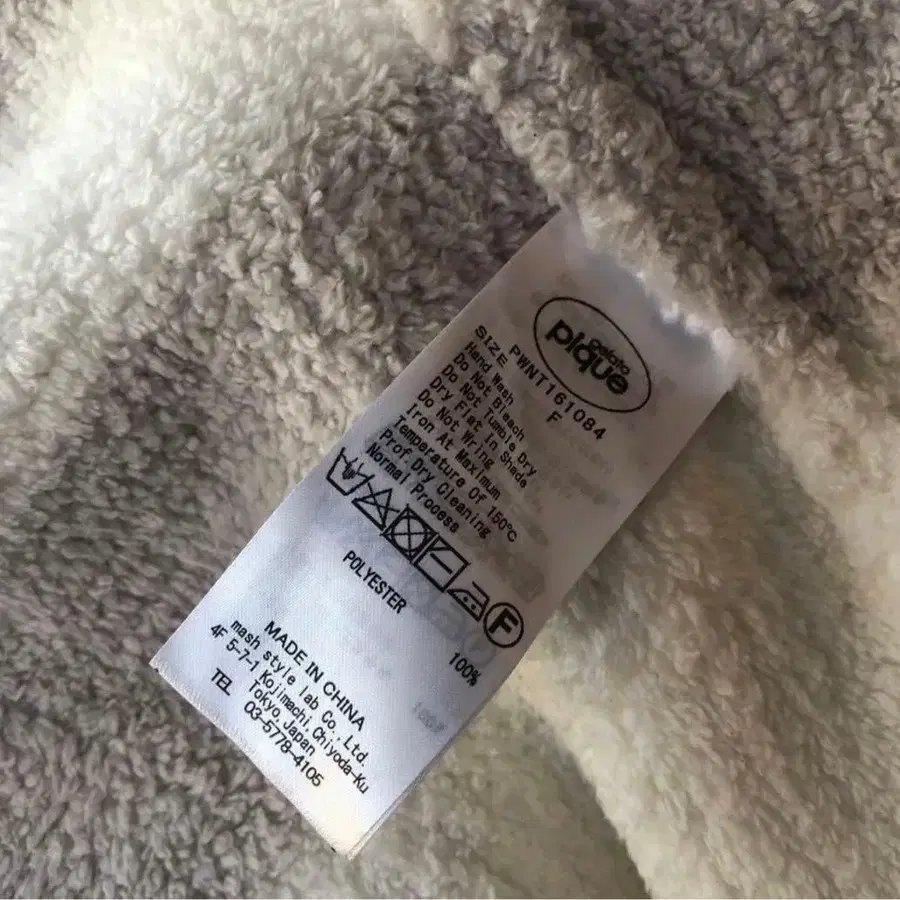 gelato
pique
PWNT161084
SIZE F
Hand Wash
Do Not Bleach
Do Not Tumble Dry
Dry Flat In Shade
Do Not Wring
Iron At Maximum
Temperature Of 150°C
Prof Dry Cleaning
Normal Process
F
POLYESTER 100%
MADE IN CHINA
mash style lab Co.,Ltd.
4F 5-7-1 Kojimachi,Chiyoda-Ku
Tokyo,Japan
TEL 03-5778-4105